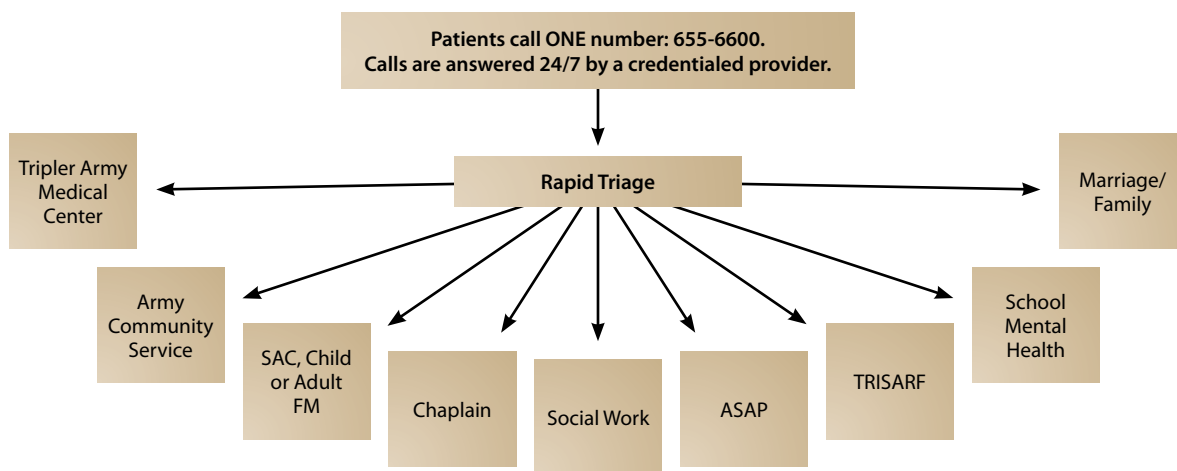 Patients call ONE number: 655-6600.
Calls are answered 24/7 by a credentialed provider.
Rapid Triage
Tripler Army
Medical
Center
Army
Community
Service
SAC, Child
or Adult
FM
Chaplain
Social Work
ASAP
TRISARF
School
Mental
Health
Marriage/
Family